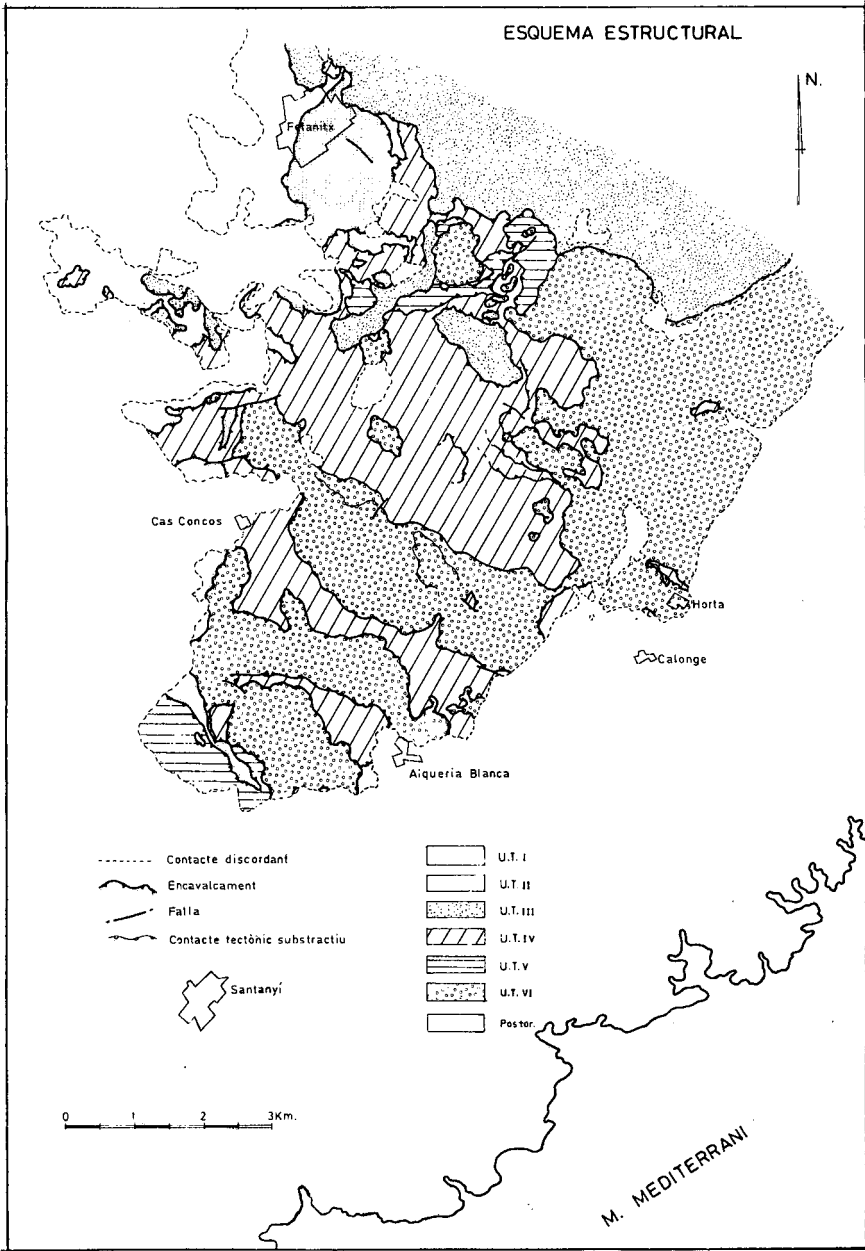 ESQUEMA ESTRUCTURAL
N.
Felanitx
Cas Concos
Horta
Calonge
Alqueria Blanca
Contacte discordant
Encavalcament
Falla
Contacte tectònic substractiu
Santanyí
U.T. I
U.T. II
U.T. III
U.T. IV
U.T. V
U.T. VI
Postor.
0 1 2 3Km.
M. MEDITERRANI